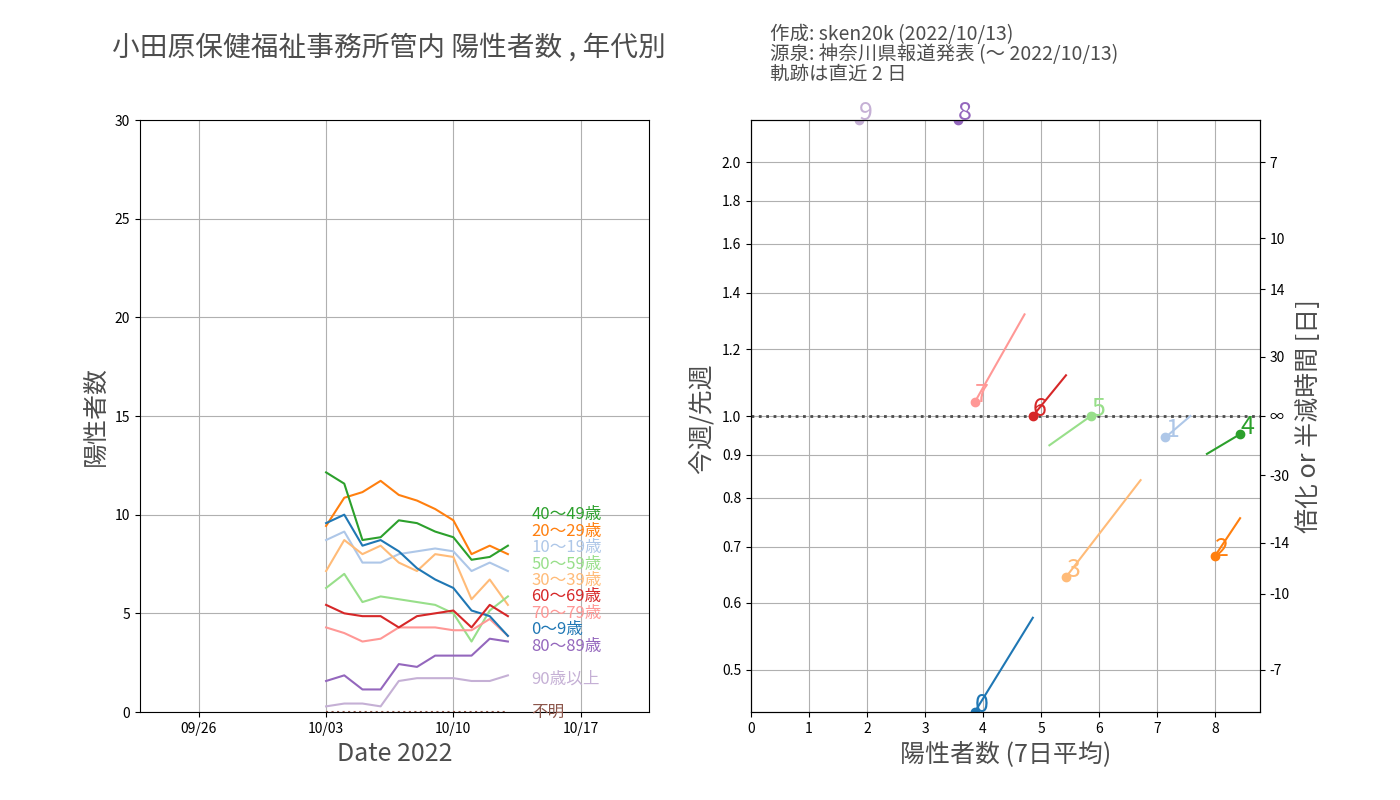 小田原保健福祉事務所管内 陽性者数 , 年代別
作成: sken20k (2022/10/13)
源泉: 神奈川県報道発表 (〜 2022/10/13)
軌跡は直近 2 日
陽性者数
30
25
20
15
10
5
0
09/26
10/03
10/10
10/17
Date 2022
40〜49歳
20〜29歳
10〜19歳
50〜59歳
30〜39歳
60〜69歳
70〜79歳
0〜9歳
80〜89歳
90歳以上
不明
今週/先週
2.0
1.8
1.6
1.4
1.2
1.0
0.9
0.8
0.7
0.6
0.5
9
8
7
6
5
1
4
2
3
0
0
1
2
3
4
5
6
7
8
陽性者数 (7日平均)
7
10
14
30
∞
-30
-14
-10
-7
倍化 or 半減時間 [日]